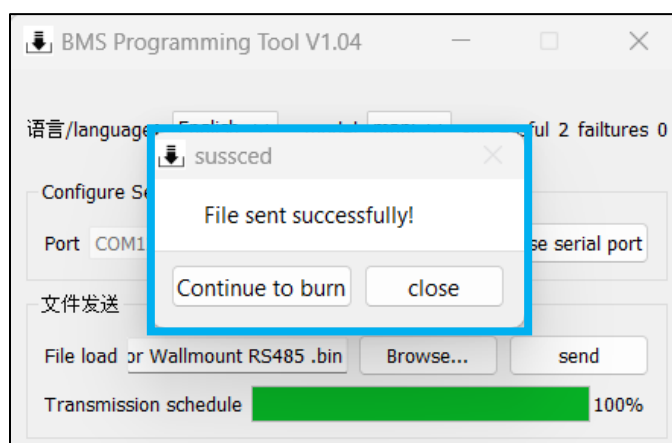 BMS Programming Tool V1.04
语言/language
ful 2 failtures 0
sussced
Configure
File sent successfully!
Port COM1
se serial port
Continue to burn
close
文件发送
File load
or Wallmount RS485 .bin
Browse...
send
Transmission schedule
100%